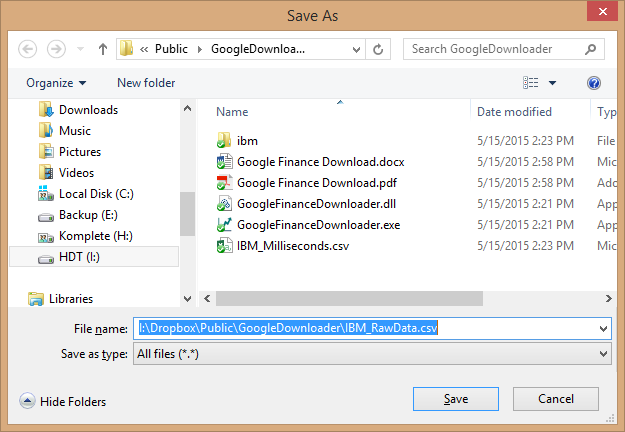 Save As
« Public GoogleDownloa... Search GoogleDownloader
Organize New folder
Name Date modified Typ
Downloads
Music
Pictures
Videos
Local Disk (C:)
Backup (E:)
Komplete (H:)
HDT (I:)
Libraries
ibm 5/15/2015 2:23 PM File
Google Finance Download.docx 5/15/2015 2:58 PM Mic
Google Finance Download.pdf 5/15/2015 2:58 PM Ado
GoogleFinanceDownloader.dll 5/15/2015 2:21 PM App
GoogleFinanceDownloader.exe 5/15/2015 2:21 PM App
IBM_Milliseconds.csv 5/15/2015 2:23 PM Mic
File name: I:\Dropbox\Public\GoogleDownloader\IBM_RawData.csv
Save as type: All files (*.*)
Hide Folders Save Cancel